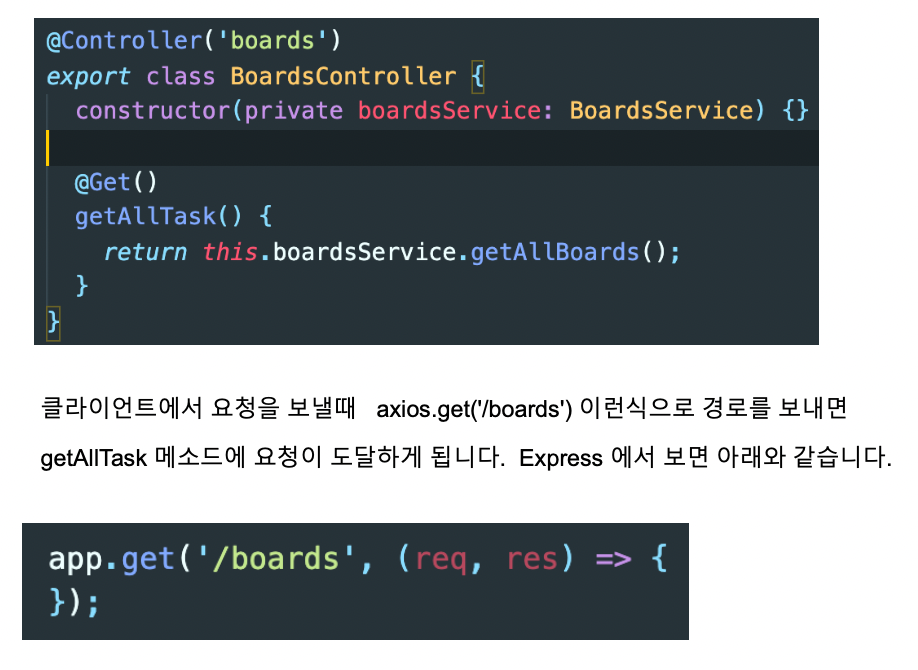 @Controller('boards')
export class BoardsController {
constructor(private boardsService: BoardsService) {}
@Get()
getAllTask() {
return this.boardsService.getAllBoards();
}
}
클라이언트에서 요청을 보낼때 axios.get('/boards') 이런식으로 경로를 보내면
getAllTask 메소드에 요청이 도달하게 됩니다. Express 에서 보면 아래와 같습니다.
app.get('/boards', (req, res) => {
});